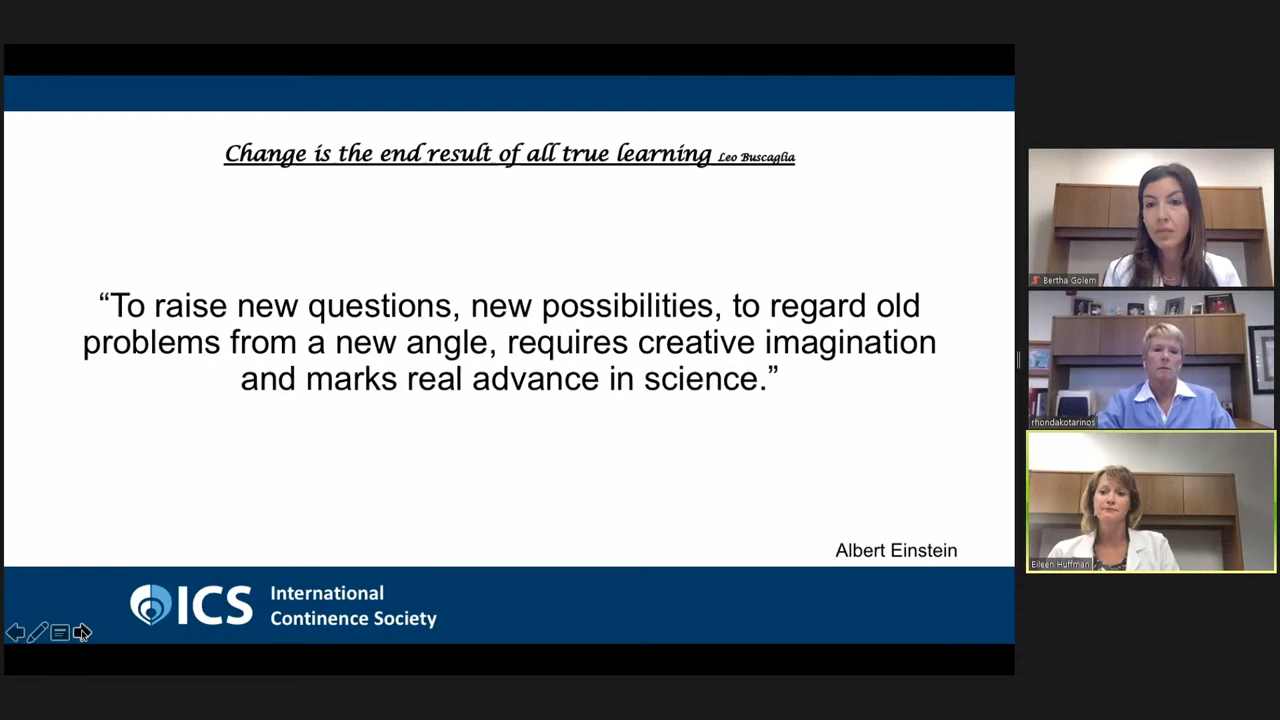 Change is the end result of all true learning Leo Buscaglia
“To raise new questions, new possibilities, to regard old
problems from a new angle, requires creative imagination
and marks real advance in science.”
Albert Einstein
ICS
International
Continence Society
Bertha Golem
rhondakotarinos
Eileen Huffman